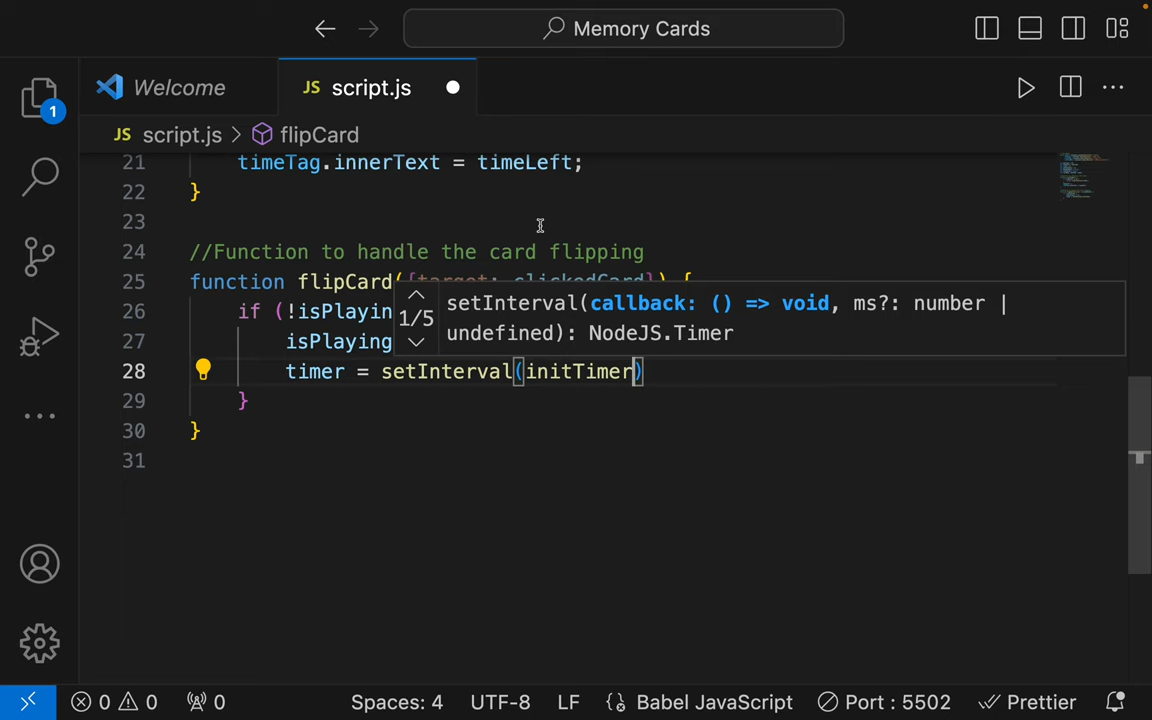 Memory Cards
Welcome
JS script.js
JS script.js > flipCard
1
21 timeTag.innerText = timeLeft;
22 }
23
24 //Function to handle the card flipping
25 function flipCard({target: clickedCard}) {
26 if (!isPlayin
27 isPlaying
28 timer = setInterval(initTimer)
29 }
30 }
31
1/5
setInterval(callback: () => void, ms?: number |
undefined): NodeJS.Timer
0 0 0 Spaces: 4 UTF-8 LF {} Babel JavaScript Port : 5502 Prettier